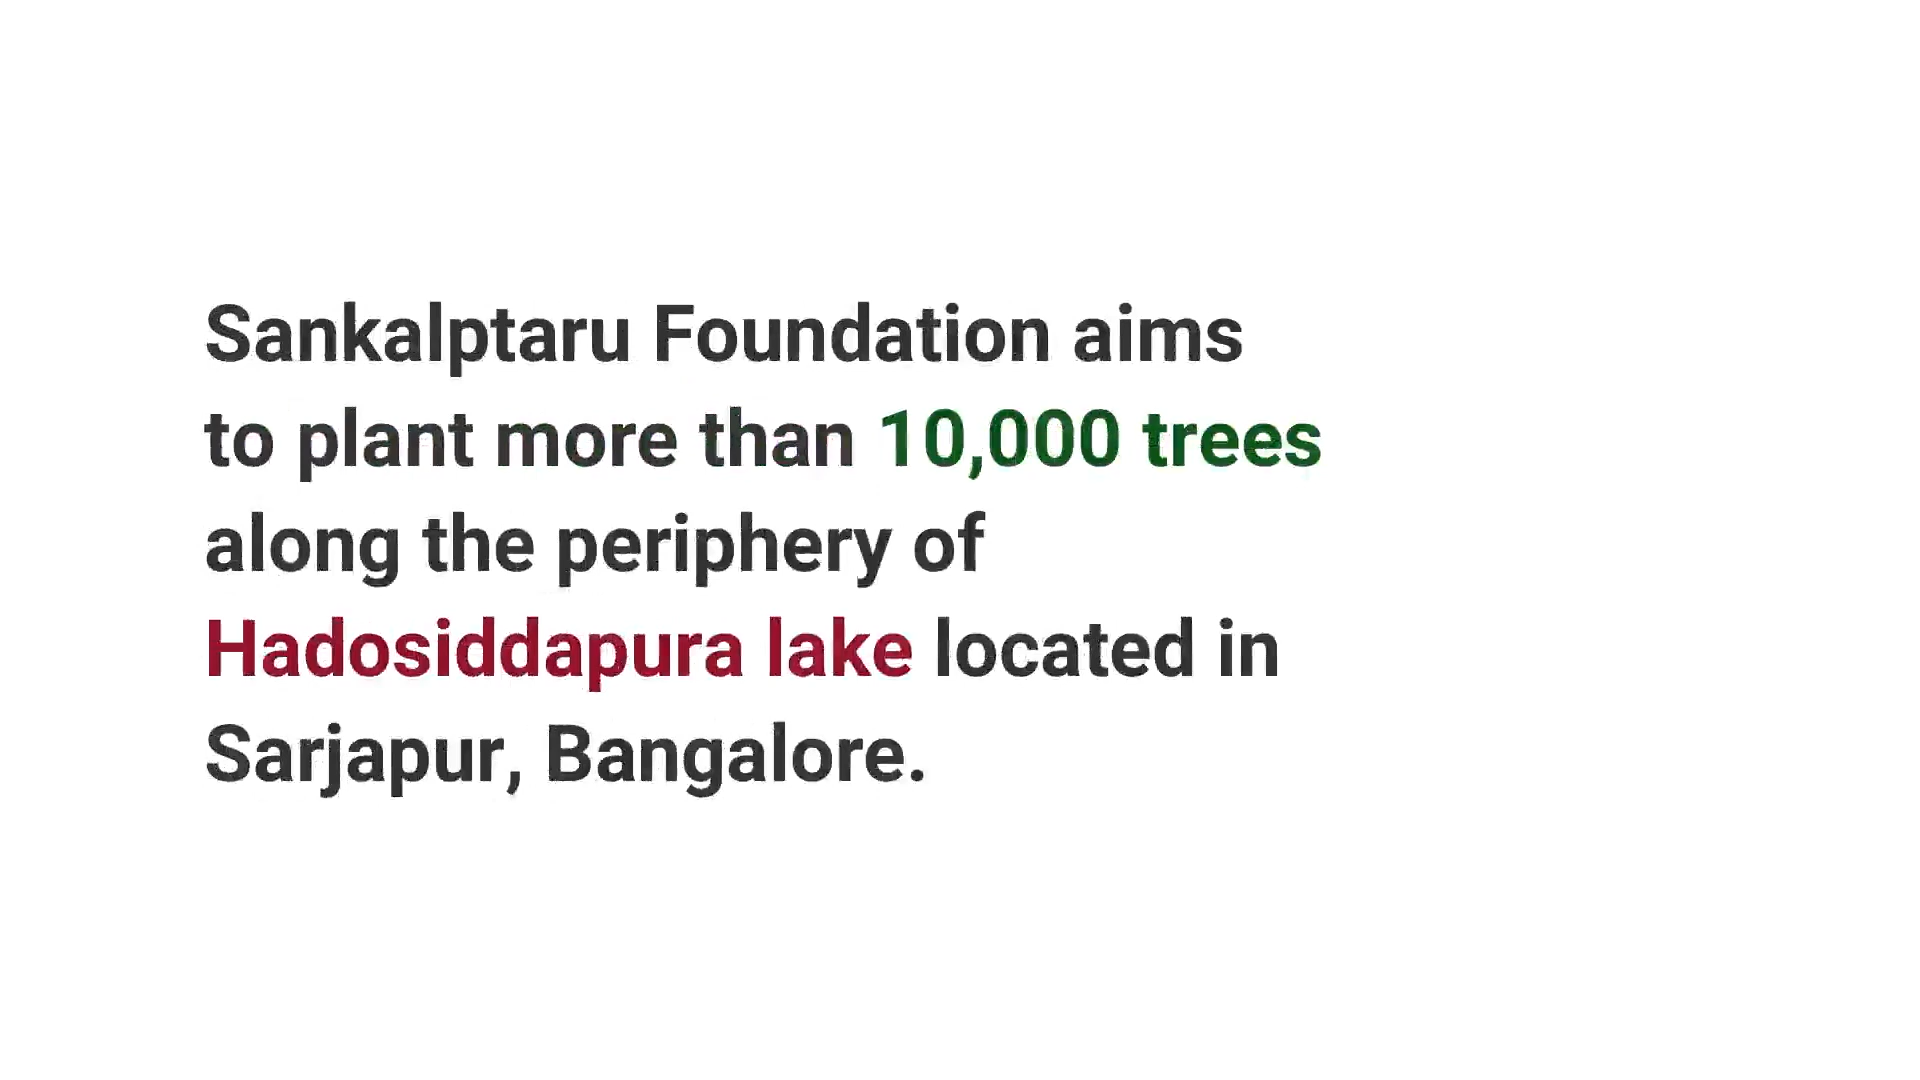 Sankalptaru Foundation aims
to plant more than 10,000 trees
along the periphery of
Hadosiddapura lake located in
Sarjapur, Bangalore.